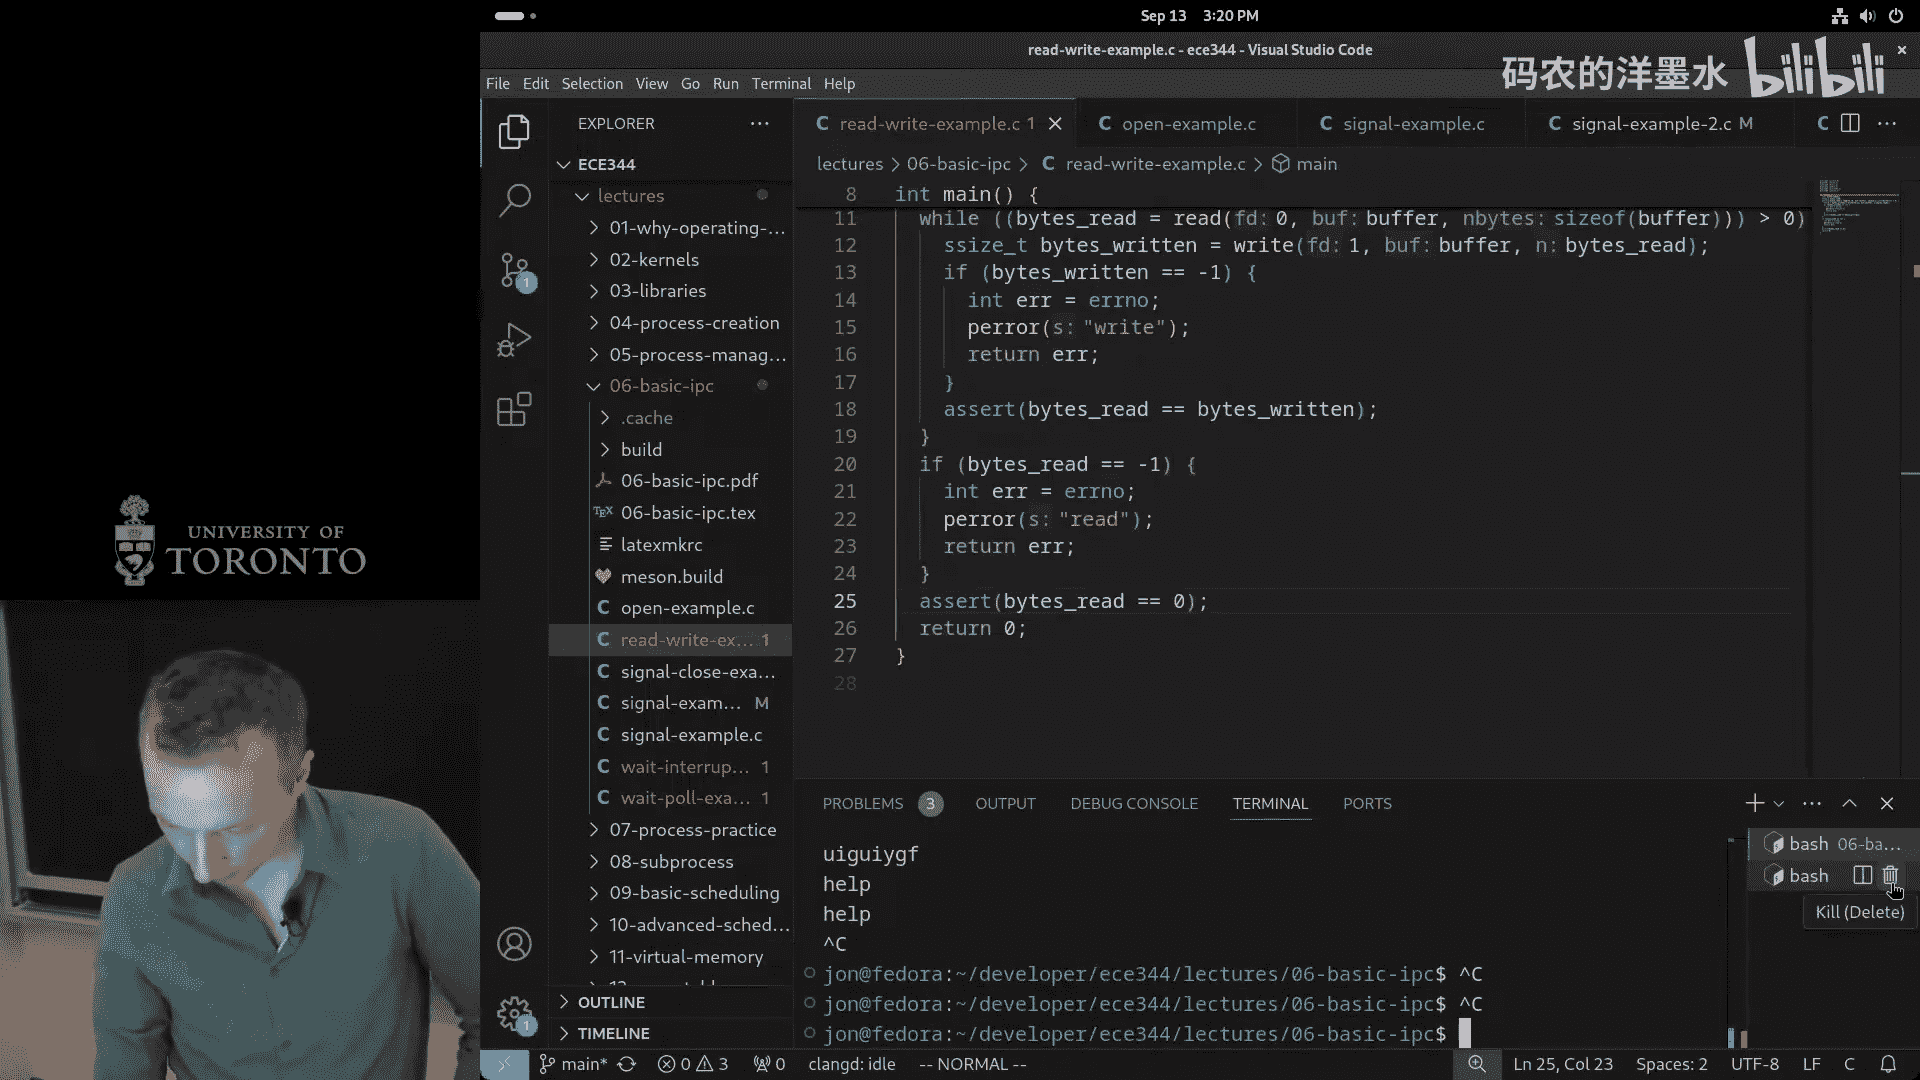 Sep 13 3:20 PM
read-write-example.c - ece344 - Visual Studio Code
码农的洋墨水 bilibili
File Edit Selection View Go Run Terminal Help
EXPLORER
ECE344
lectures
01-why-operating-...
02-kernels
03-libraries
04-process-creation
05-process-manag...
06-basic-ipc
.cache
build
06-basic-ipc.pdf
06-basic-ipc.tex
latexmkrc
meson.build
open-example.c
read-write-ex... 1
signal-close-exa...
signal-exam... M
signal-example.c
wait-interrup... 1
wait-poll-exa... 1
07-process-practice
08-subprocess
09-basic-scheduling
10-advanced-sched...
11-virtual-memory
OUTLINE
TIMELINE
C read-write-example.c 1 C open-example.c C signal-example.c C signal-example-2.c M C
lectures > 06-basic-ipc > C read-write-example.c > main
8 int main() {
11 while ((bytes_read = read(fd: 0, buf: buffer, nbytes: sizeof(buffer))) > 0)
12 ssize_t bytes_written = write(fd: 1, buf: buffer, n: bytes_read);
13 if (bytes_written == -1) {
14 int err = errno;
15 perror(s: "write");
16 return err;
17 }
18 assert(bytes_read == bytes_written);
19 }
20 if (bytes_read == -1) {
21 int err = errno;
22 perror(s: "read");
23 return err;
24 }
25 assert(bytes_read == 0);
26 return 0;
27 }
28
PROBLEMS 3 OUTPUT DEBUG CONSOLE TERMINAL PORTS
uiguiygf
help
help
^C
jon@fedora:~/developer/ece344/lectures/06-basic-ipc$ ^C
jon@fedora:~/developer/ece344/lectures/06-basic-ipc$ ^C
jon@fedora:~/developer/ece344/lectures/06-basic-ipc$
bash 06-ba...
bash
Kill (Delete)
main* 0 3 0 clangd: idle -- NORMAL -- Ln 25, Col 23 Spaces: 2 UTF-8 LF C
UNIVERSITY OF
TORONTO